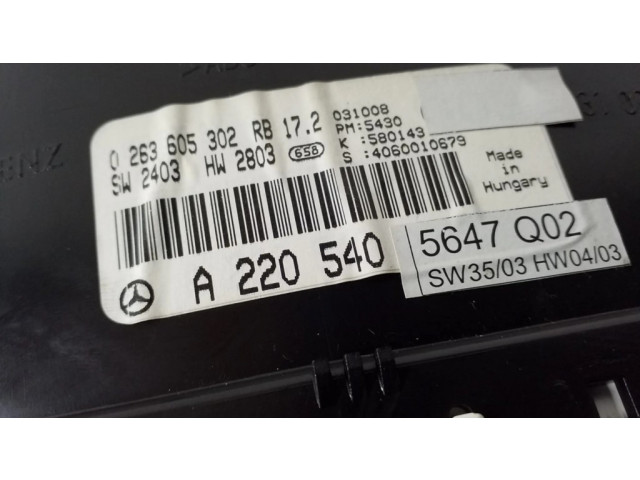 0 263 605 302 RB 17.2
SW 2403 HW 2803 658
031008
PM:5430
K :580143
S :4060010679
Made
in
Hungary
A 220 540
5647 Q02
SW35/03 HW04/03